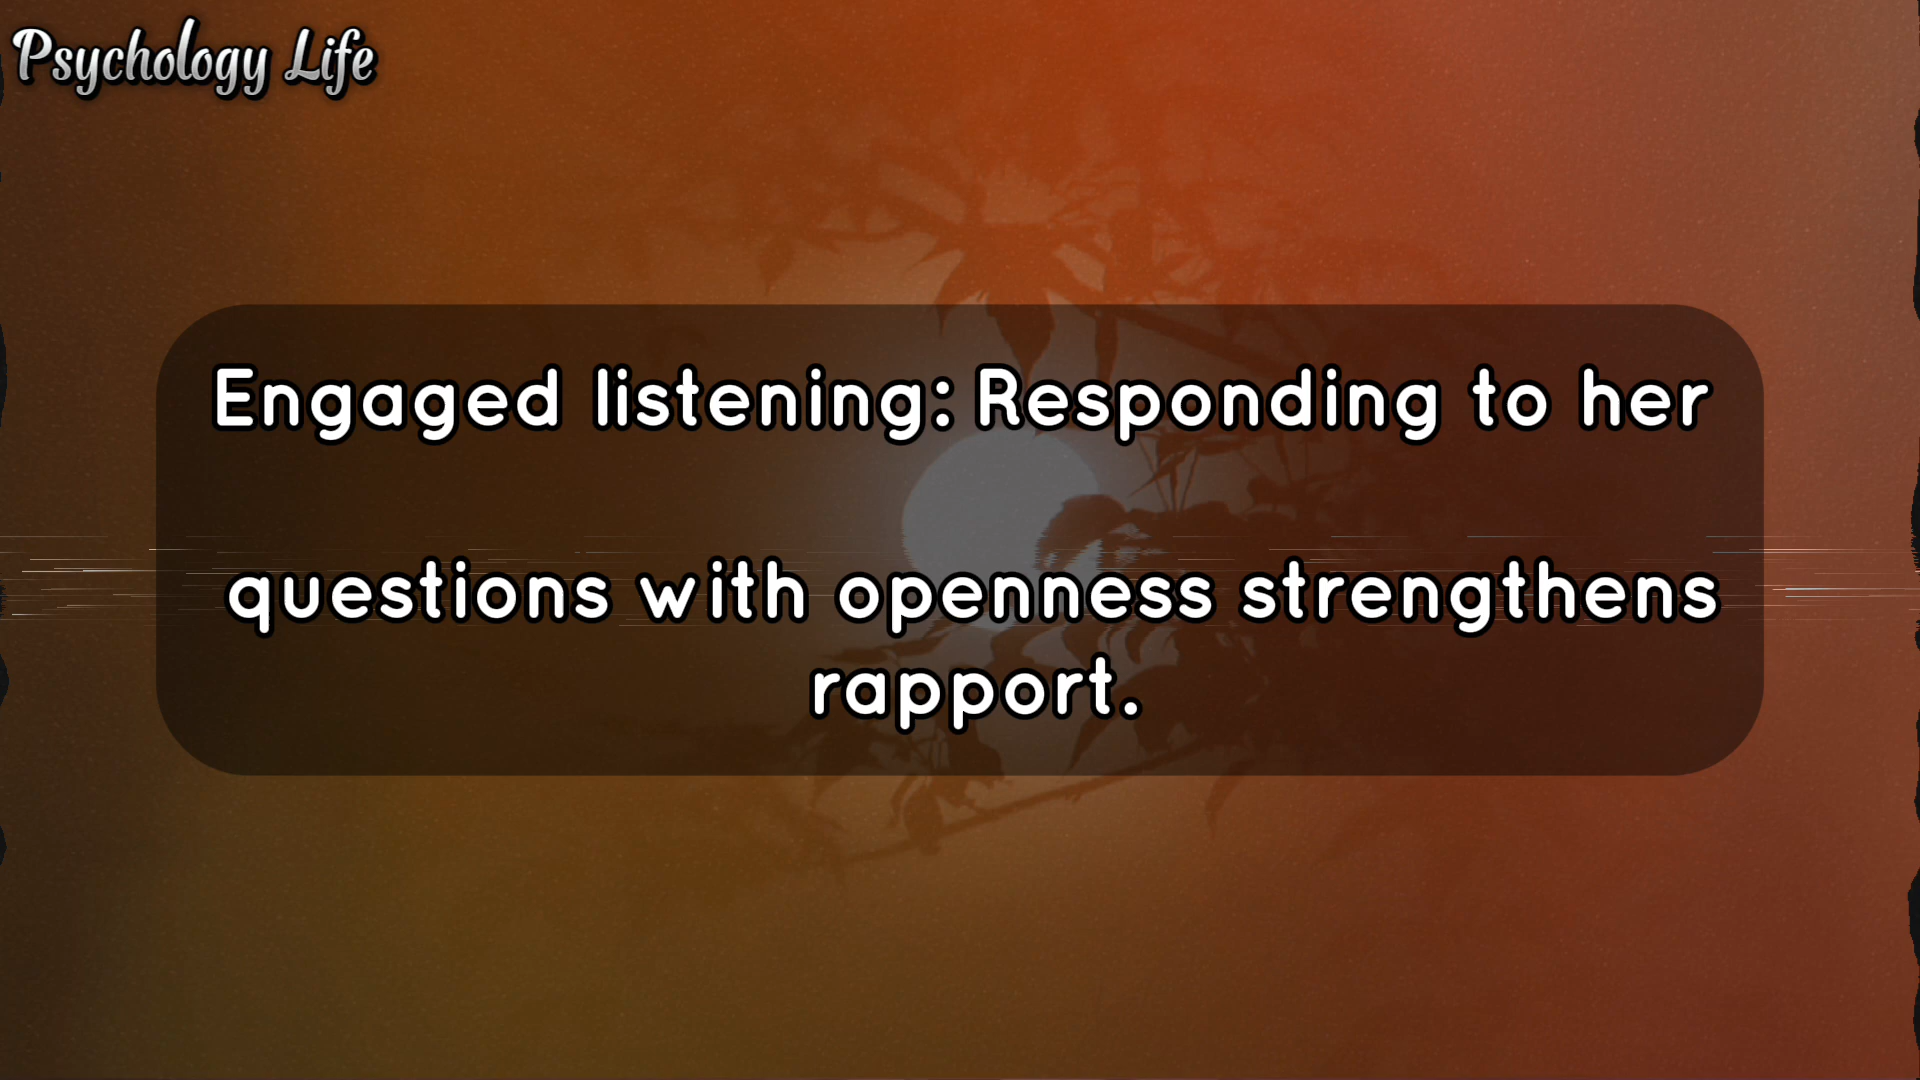 Psychology Life
Engaged listening: Responding to her
questions with openness strengthens
rapport.